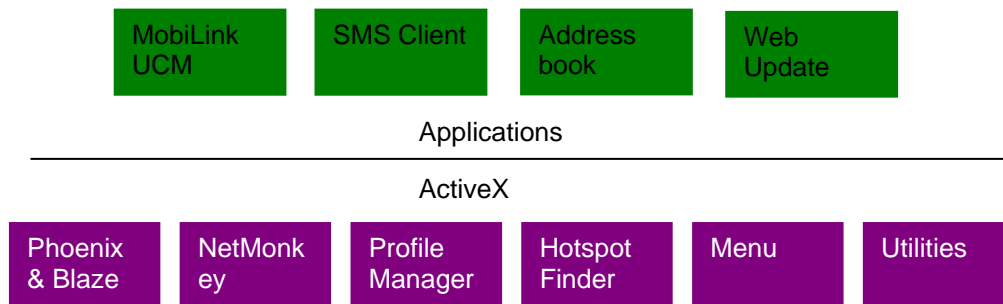 MobiLink
UCM
SMS Client
Address
book
Web
Update
Applications
ActiveX
Phoenix
& Blaze
NetMonk
ey
Profile
Manager
Hotspot
Finder
Menu
Utilities